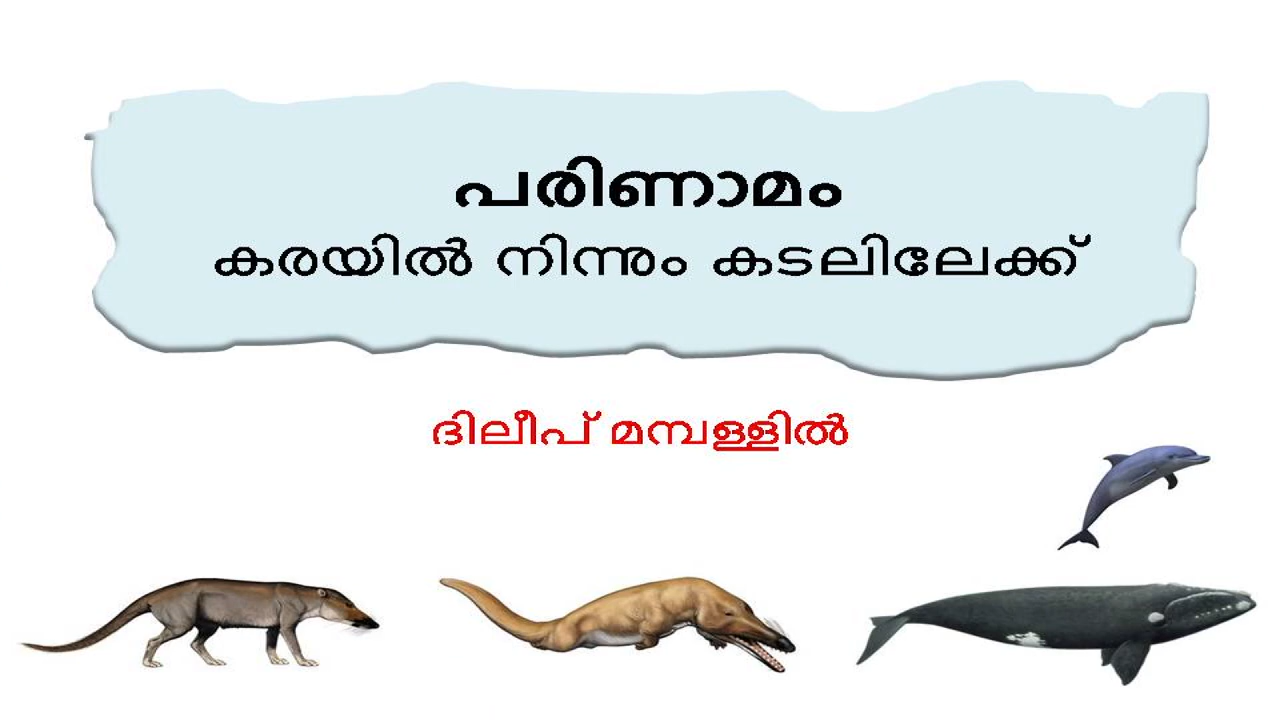 പരിണാമം
കരയിൽ നിന്നും കടലിലേക്ക്
ദിലീപ് മമ്പള്ളിൽ